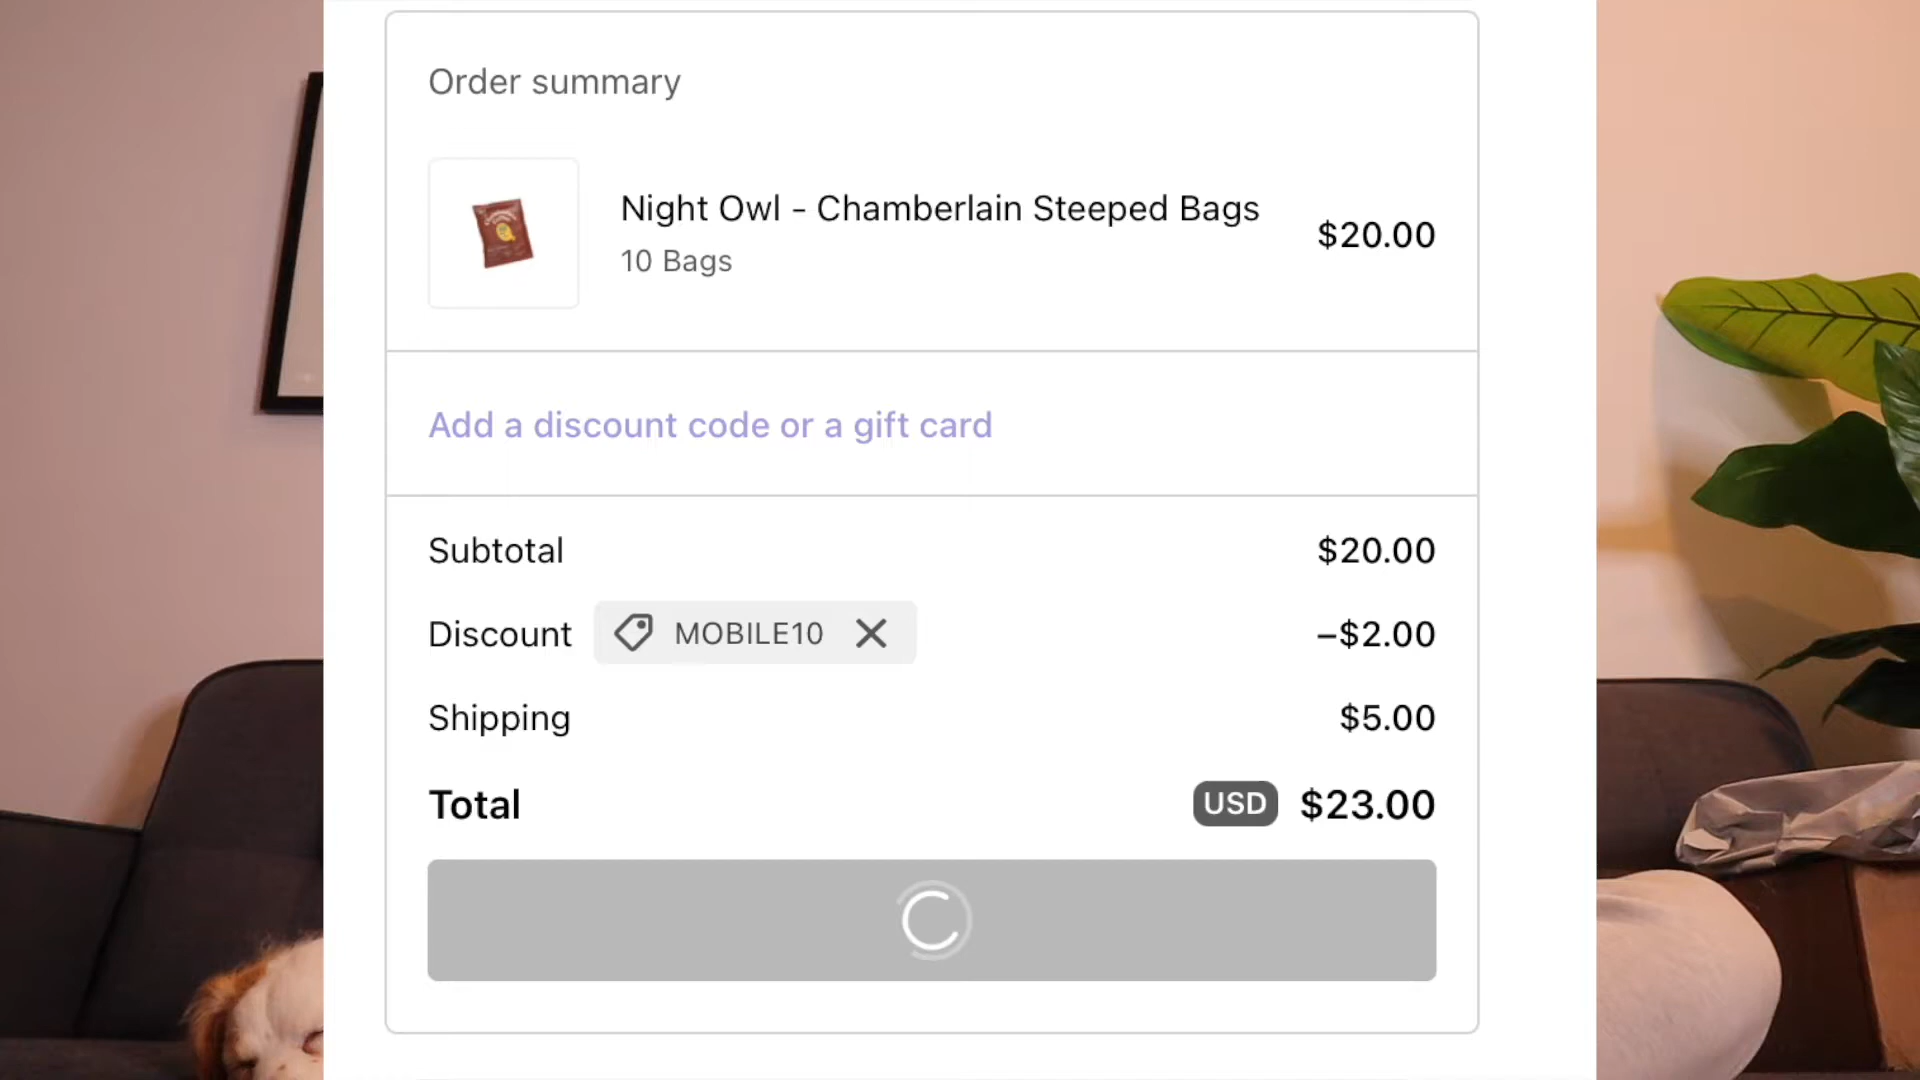 Order summary
Night Owl - Chamberlain Steeped Bags
$20.00
10 Bags
Add a discount code or a gift card
Subtotal $20.00
Discount MOBILE10 –$2.00
Shipping $5.00
Total USD $23.00